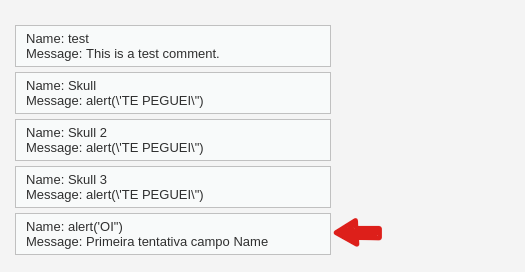 Name: test
Message: This is a test comment.
Name: Skull
Message: alert(\'TE PEGUEI\")
Name: Skull 2
Message: alert(\'TE PEGUEI\")
Name: Skull 3
Message: alert(\'TE PEGUEI\")
Name: alert('OI")
Message: Primeira tentativa campo Name